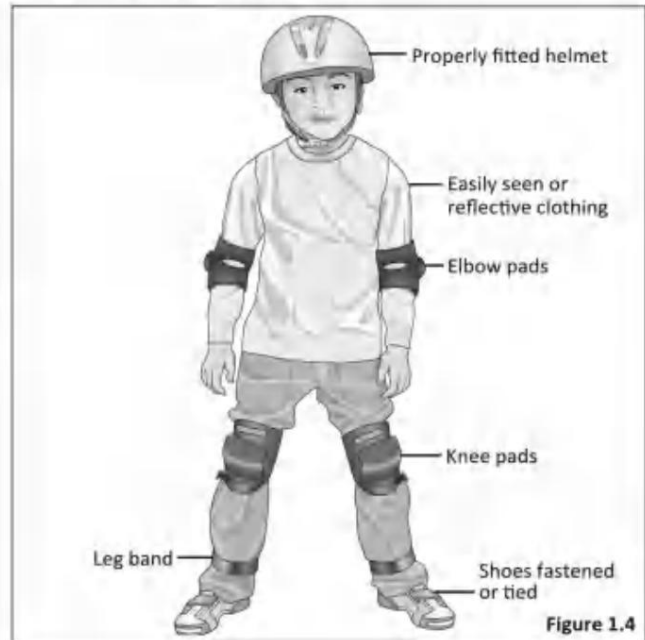 Properly fitted helmet
Easily seen or
reflective clothing
Elbow pads
Knee pads
Leg band
Shoes fastened
or tied
Figure 1.4